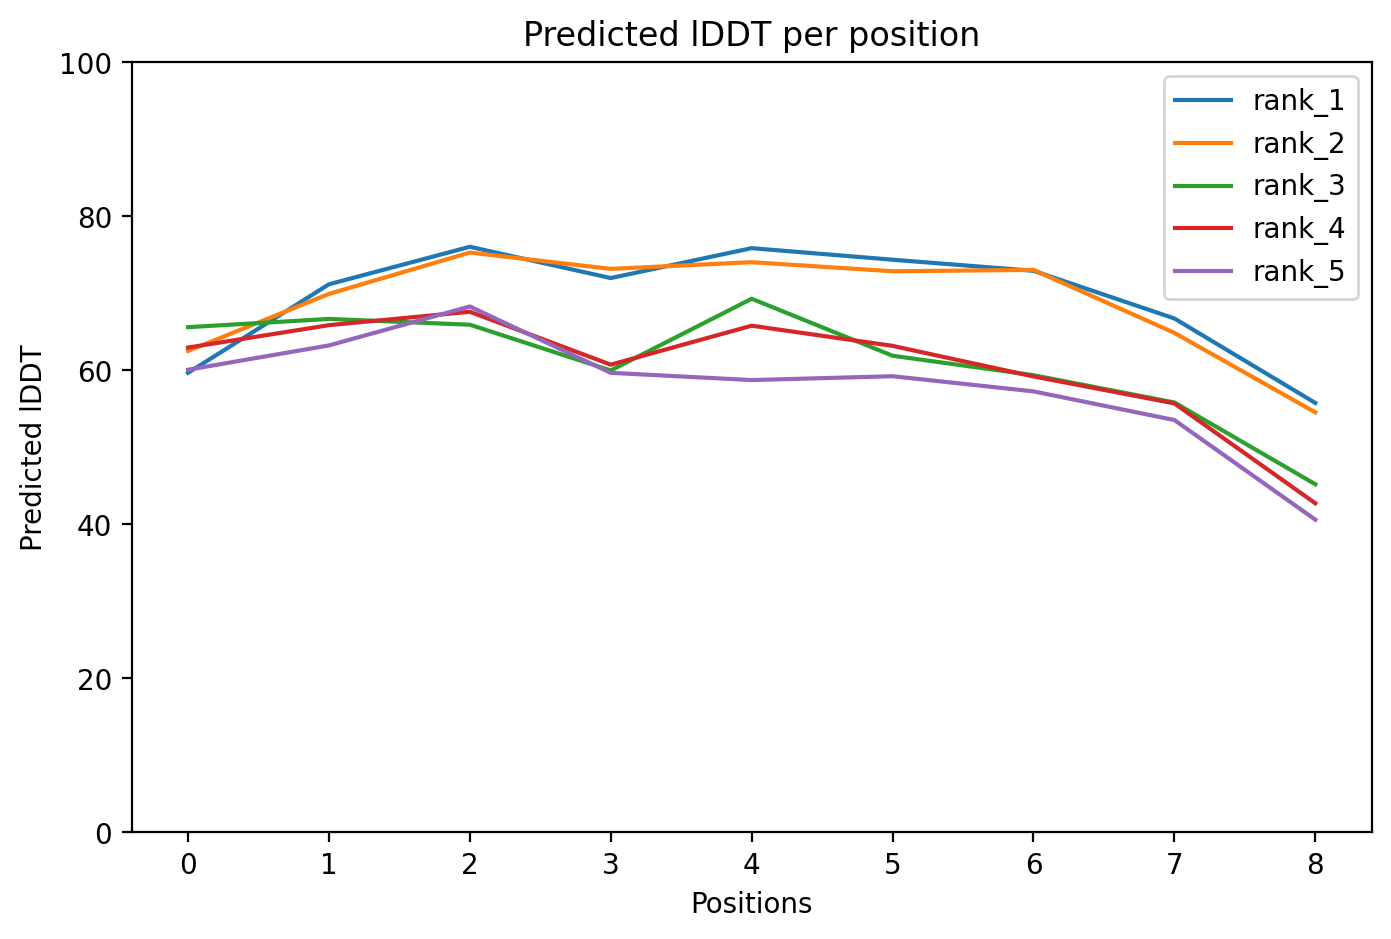 Predicted lDDT per position
100
80
60
40
20
0
Predicted lDDT
rank_1
rank_2
rank_3
rank_4
rank_5
0 1 2 3 4 5 6 7 8
Positions